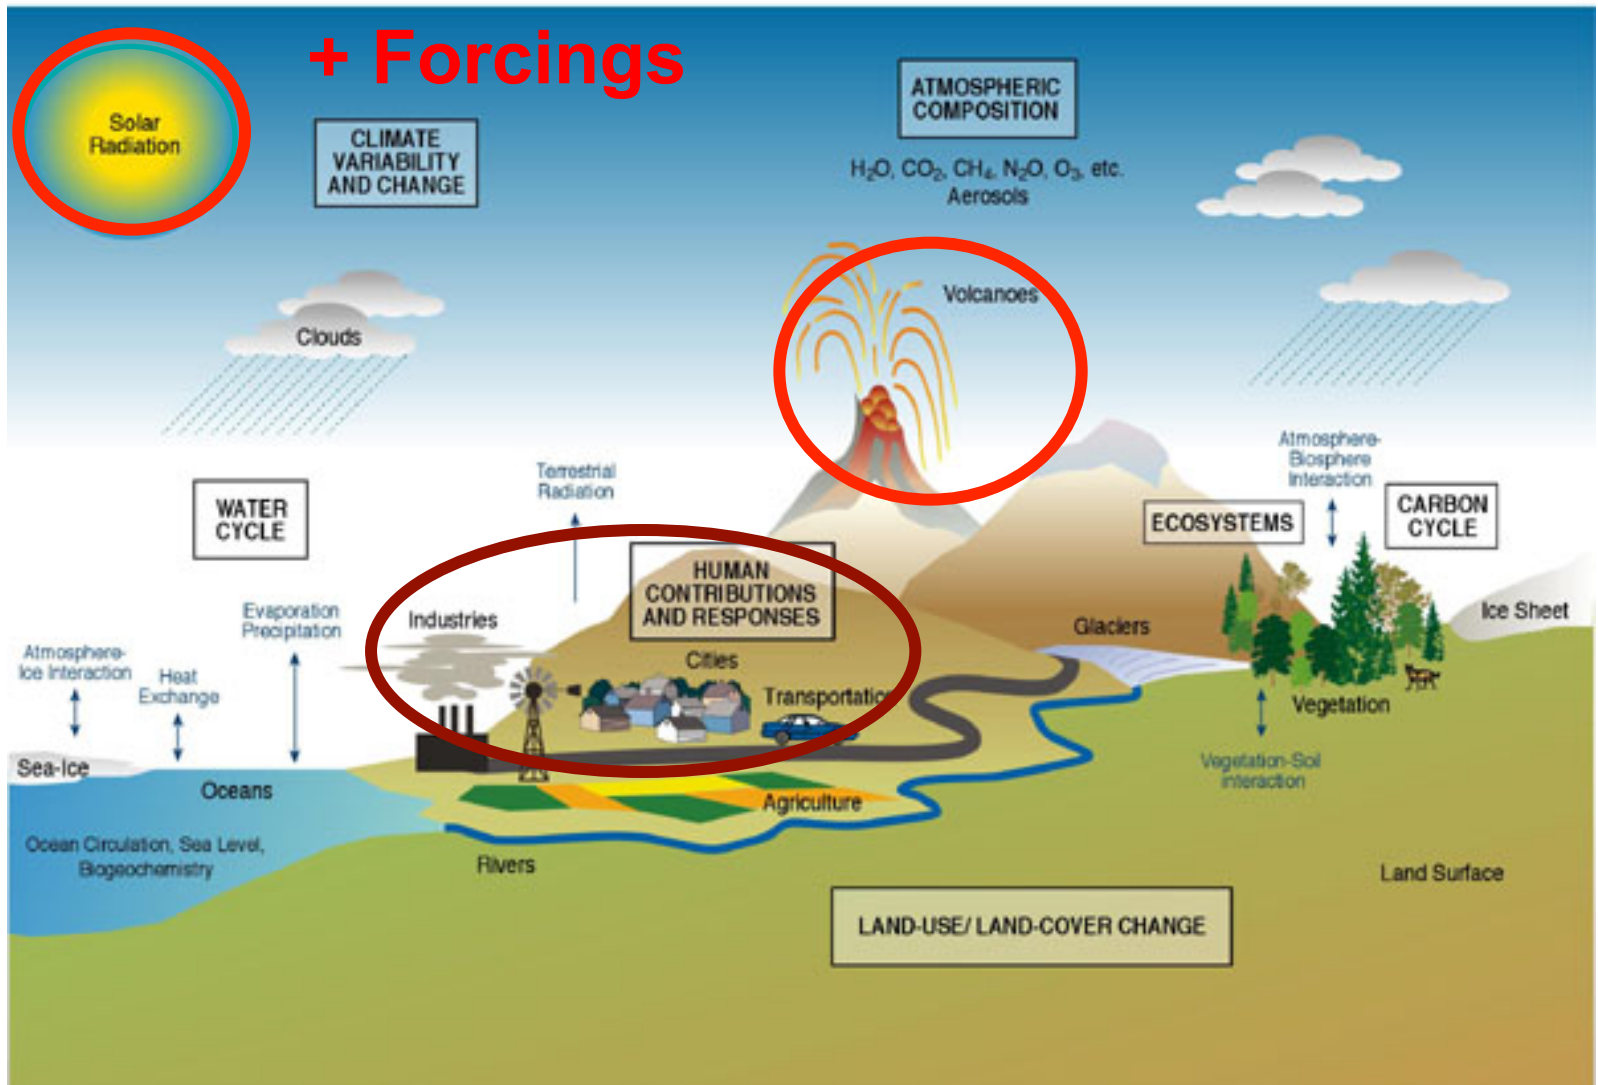 + Forcings
Solar
Radiation
CLIMATE
VARIABILITY
AND CHANGE
ATMOSPHERIC
COMPOSITION
H₂O, CO₂, CH₄, N₂O, O₃, etc.
Aerosols
Volcanoes
Clouds
Terrestrial
Radiation
Atmosphere-
Biosphere
Interaction
WATER
CYCLE
ECOSYSTEMS
CARBON
CYCLE
HUMAN
CONTRIBUTIONS
AND RESPONSES
Industries
Evaporation
Precipitation
Glaciers
Ice Sheet
Atmosphere-
Ice Interaction
Heat
Exchange
Cities
Transportation
Vegetation
Sea-Ice
Oceans
Vegetation-Soil
interaction
Agriculture
Ocean Circulation, Sea Level,
Biogeochemistry
Rivers
Land Surface
LAND-USE/ LAND-COVER CHANGE